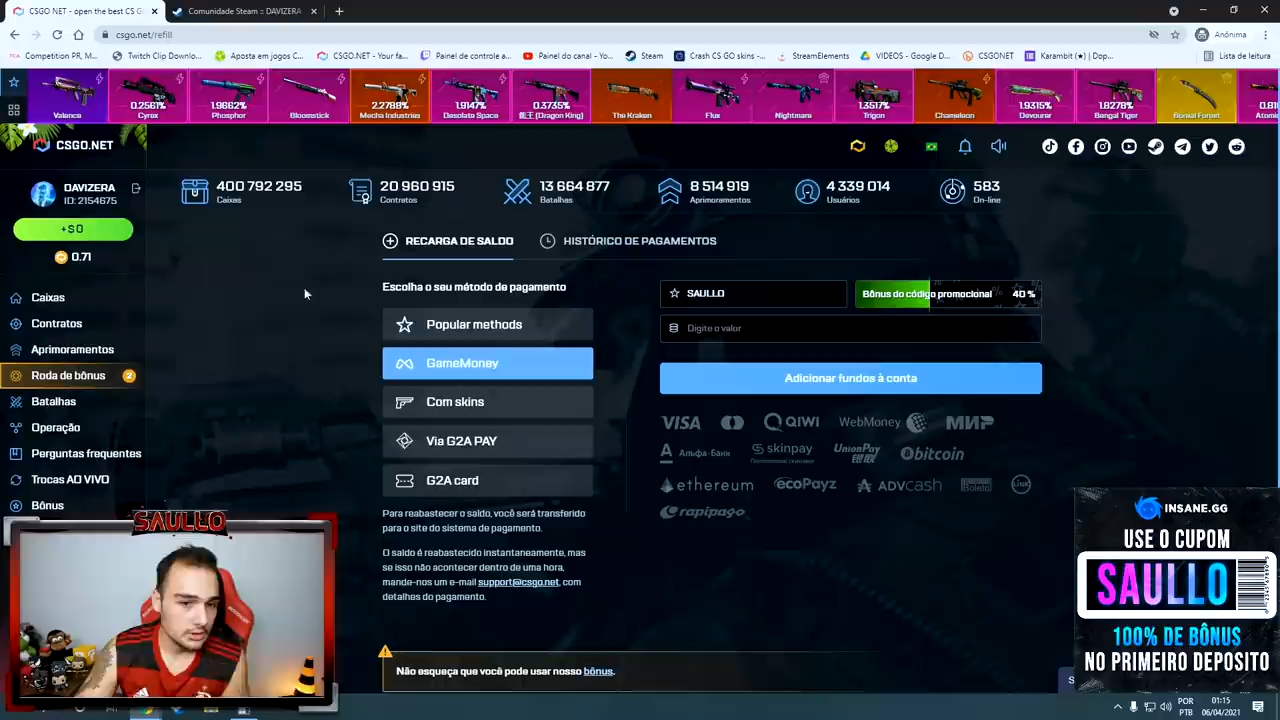 CSGO NET - open the best CS G
Comunidade Steam :: DAVIZERA
csgo.net/refill
Anônima
Competition PR, M...
Twitch Clip Downlo...
Aposta em jogos C...
CSGO.NET - Your fa...
Painel de controle a...
Painel do canal - Yo...
Steam
Crash CS GO skins -...
StreamElements
VIDEOS - Google D...
CSGONET
Karambit (★) | Dop...
Lista de leitura
Valence
0.2561%
Cyrex
1.9662%
Phosphor
Bloomstick
2.2788%
Mecha Industries
1.9147%
Desolate Space
0.3735%
龍王 (Dragon King)
The Kraken
Flux
Nightmare
1.3517%
Trigon
Chameleon
1.9315%
Devourer
1.8278%
Bengal Tiger
Boreal Forest
0.81
Atomi
CSGO.NET
DAVIZERA
ID: 2154675
400 792 295
Caixas
20 960 915
Contratos
13 664 877
Batalhas
8 514 919
Aprimoramentos
4 339 014
Usuários
583
On-line
+SO
0.71
Caixas
Contratos
Aprimoramentos
Roda de bônus
2
Batalhas
Operação
Perguntas frequentes
Trocas AO VIVO
Bônus
RECARGA DE SALDO
HISTÓRICO DE PAGAMENTOS
Escolha o seu método de pagamento
Popular methods
GameMoney
Com skins
Via G2A PAY
G2A card
Para reabastecer o saldo, você será transferido
para o site do sistema de pagamento.
O saldo é reabastecido instantaneamente, mas
se isso não acontecer dentro de uma hora,
mande-nos um e-mail support@csgo.net, com
detalhes do pagamento.
SAULLO
Bônus do código promocional
40 %
Digite o valor
Adicionar fundos à conta
VISA
QIWI
WebMoney
МИР
Альфа·Банк
skinpay
UnionPay
银联
bitcoin
ethereum
ecoPayz
ADVCASH
Boleto
LINK
rapipago
Não esqueça que você pode usar nosso bônus.
SAULLO
INSANE.GG
USE O CUPOM
SAULLO
100% DE BÔNUS
NO PRIMEIRO DEPOSITO
POR
PTB
01:15
06/04/2021